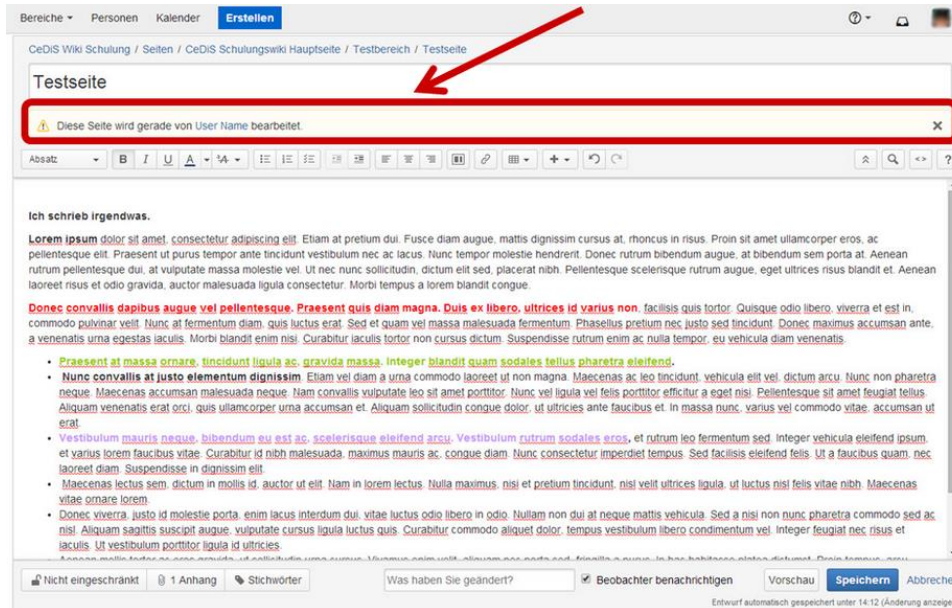 Bereiche Personen Kalender Erstellen
CeDiS Wiki Schulung / Seiten / CeDiS Schulungswiki Hauptseite / Testbereich / Testseite
Testseite
Diese Seite wird gerade von User Name bearbeitet.
Absatz B I U A
Ich schrieb irgendwas.
Lorem ipsum dolor sit amet, consectetur adipiscing elit. Etiam at pretium dui. Fusce diam augue, mattis dignissim cursus at, rhoncus in risus. Proin sit amet ullamcorper eros, ac
pellentesque elit. Praesent ut purus tempor ante tincidunt vestibulum nec ac lacus. Nunc tempor molestie hendrerit. Donec rutrum bibendum augue, at bibendum sem porta at. Aenean
rutrum pellentesque dui, at vulputate massa molestie vel. Ut nec nunc sollicitudin, dictum elit sed, placerat nibh. Pellentesque scelerisque rutrum augue, eget ultrices risus blandit et. Aenean
laoreet risus et odio gravida, auctor malesuada ligula consectetur. Morbi tempus a lorem blandit congue.
Donec convallis dapibus augue vel pellentesque. Praesent quis diam magna. Duis ex libero, ultrices id varius non, facilisis quis tortor. Quisque odio libero, viverra et est in,
commodo pulvinar velit. Nunc at fermentum diam, quis luctus erat. Sed et quam vel massa malesuada fermentum. Phasellus pretium nec justo sed tincidunt. Donec maximus accumsan ante,
a venenatis urna egestas iaculis. Morbi blandit enim nisi. Curabitur iaculis tortor non cursus dictum. Suspendisse rutrum enim ac nulla tempor, eu vehicula diam venenatis.
• Praesent at massa ornare, tincidunt ligula ac, gravida massa. Integer blandit quam sodales tellus pharetra eleifend.
• Nunc convallis at justo elementum dignissim. Etiam vel diam a urna commodo laoreet ut non magna. Maecenas ac leo tincidunt, vehicula elit vel, dictum arcu. Nunc non pharetra
neque. Maecenas accumsan malesuada neque. Nam convallis vulputate leo sit amet porttitor. Nunc vel ligula vel felis porttitor efficitur a eget nisi. Pellentesque sit amet feugiat tellus.
Aliquam venenatis erat orci, quis ullamcorper urna accumsan et. Aliquam sollicitudin congue dolor, ut ultricies ante faucibus et. In massa nunc, varius vel commodo vitae, accumsan ut
erat.
• Vestibulum mauris neque, bibendum eu est ac, scelerisque eleifend arcu. Vestibulum rutrum sodales eros, et rutrum leo fermentum sed. Integer vehicula eleifend ipsum,
et varius lorem faucibus vitae. Curabitur id nibh malesuada, maximus mauris ac, congue diam. Nunc consectetur imperdiet tempus. Sed facilisis eleifend felis. Ut a faucibus quam, nec
laoreet diam. Suspendisse in dignissim elit.
• Maecenas lectus sem, dictum in mollis id, auctor ut elit. Nam in lorem lectus. Nulla maximus, nisi et pretium tincidunt, nisl velit ultrices ligula, ut luctus nisl felis vitae nibh. Maecenas
vitae ornare lorem.
• Donec viverra, justo id molestie porta, enim lacus interdum dui, vitae luctus odio libero in odio. Nullam non dui at neque mattis vehicula. Sed a nisi non nunc pharetra commodo sed ac
nisl. Aliquam sagittis suscipit augue, vulputate cursus ligula luctus quis. Curabitur commodo aliquet dolor, tempus vestibulum libero condimentum vel. Integer feugiat nec risus et
iaculis. Ut vestibulum porttitor ligula id ultricies.
Nicht eingeschränkt 1 Anhang Stichwörter Was haben Sie geändert? Beobachter benachrichtigen Vorschau Speichern Abbreche
Entwurf automatisch gespeichert unter 14:12 (Änderung anzeige